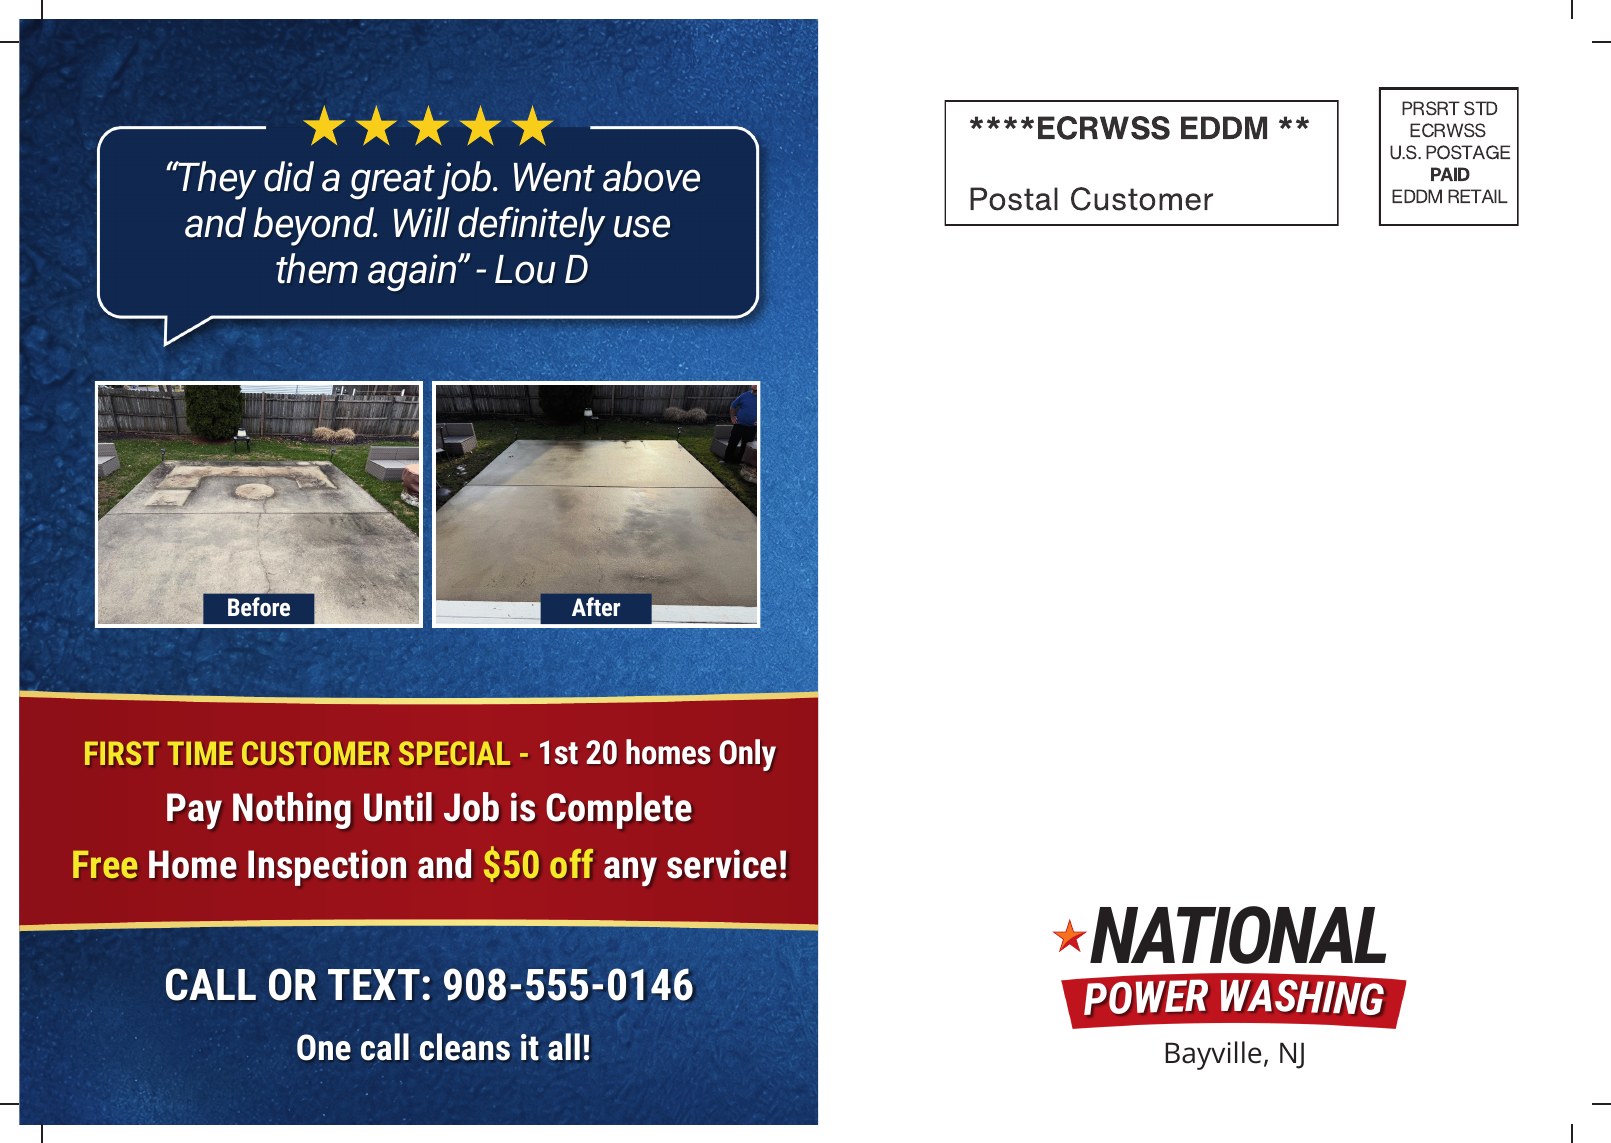 “They did a great job. Went above
and beyond. Will definitely use
them again” - Lou D
Before
After
FIRST TIME CUSTOMER SPECIAL - 1st 20 homes Only
Pay Nothing Until Job is Complete
Free Home Inspection and $50 off any service!
CALL OR TEXT: 908-555-0146
One call cleans it all!
****ECRWSS EDDM **
Postal Customer
PRSRT STD
ECRWSS
U.S. POSTAGE
PAID
EDDM RETAIL
NATIONAL
POWER WASHING
Bayville, NJ